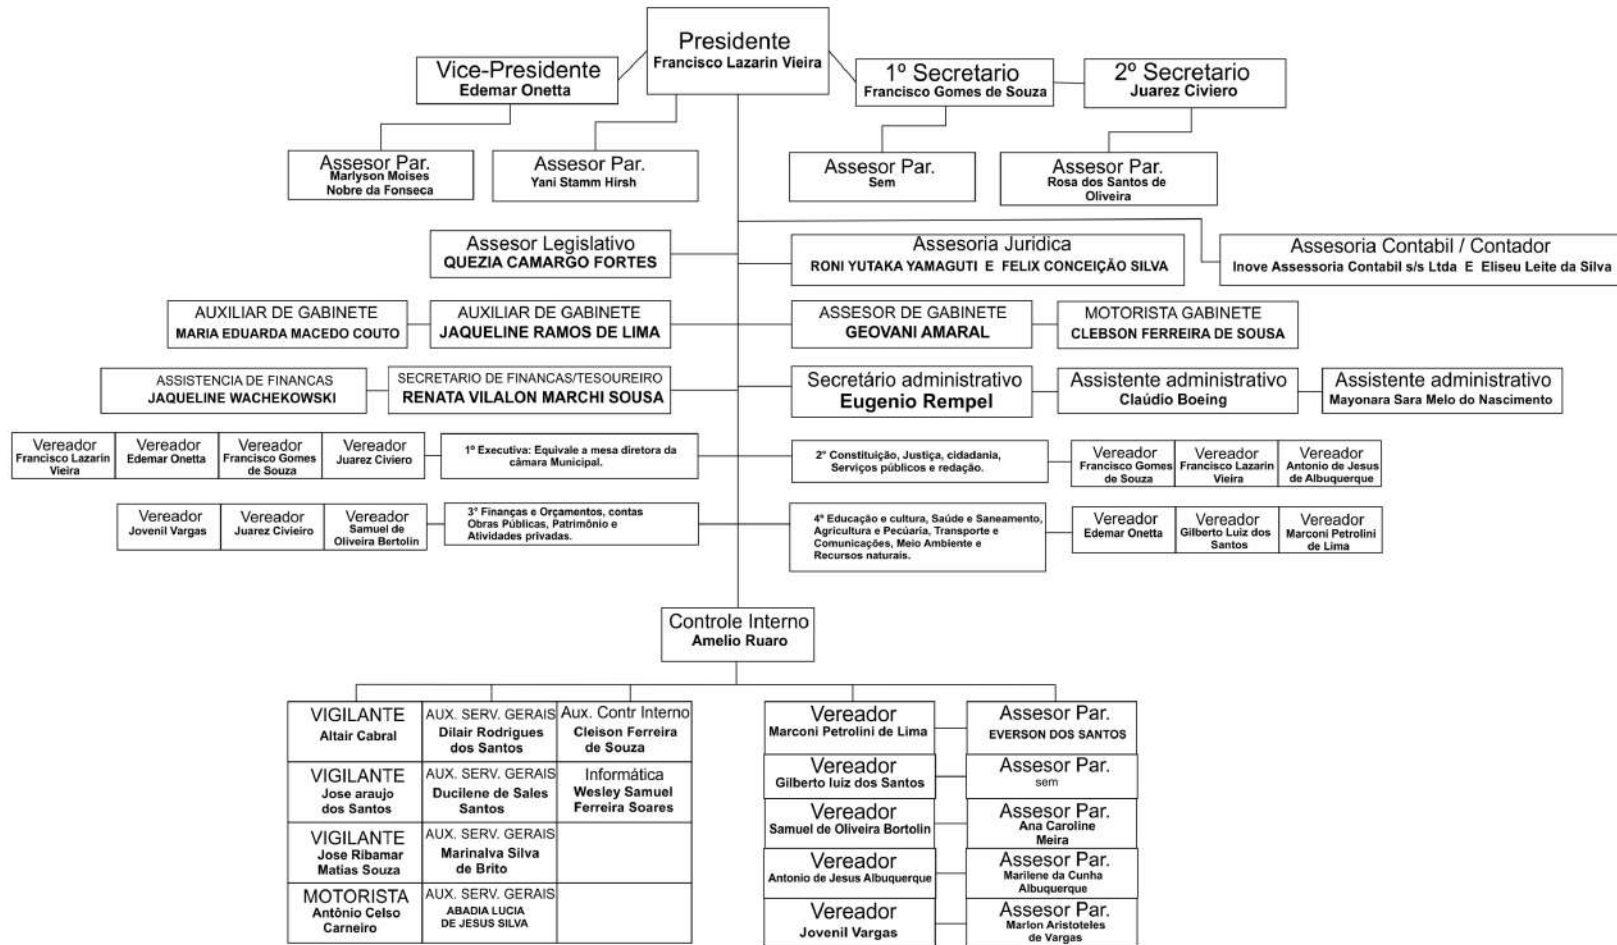 Presidente
Francisco Lazarin Vieira
Vice-Presidente
Edemar Onetta
1º Secretario
Francisco Gomes de Souza
2º Secretario
Juarez Civiero
Assesor Par.
Marlyson Moises
Nobre da Fonseca
Assesor Par.
Yani Stamm Hirsh
Assesor Par.
Sem
Assesor Par.
Rosa dos Santos de
Oliveira
Assesor Legislativo
QUEZIA CAMARGO FORTES
Assesoria Juridica
RONI YUTAKA YAMAGUTI E FELIX CONCEIÇÃO SILVA
Assesoria Contabil / Contador
Inove Assessoria Contabil s/s Ltda E Eliseu Leite da Silva
AUXILIAR DE GABINETE
MARIA EDUARDA MACEDO COUTO
AUXILIAR DE GABINETE
JAQUELINE RAMOS DE LIMA
ASSESOR DE GABINETE
GEOVANI AMARAL
MOTORISTA GABINETE
CLEBSON FERREIRA DE SOUSA
ASSISTENCIA DE FINANCAS
JAQUELINE WACHEKOWSKI
SECRETARIO DE FINANCAS/TESOUREIRO
RENATA VILALON MARCHI SOUSA
Secretário administrativo
Eugenio Rempel
Assistente administrativo
Claúdio Boeing
Assistente administrativo
Mayonara Sara Melo do Nascimento
Vereador
Francisco Lazarin
Vieira
Vereador
Edemar Onetta
Vereador
Francisco Gomes
de Souza
Vereador
Juarez Civiero
1º Executiva: Equivale a mesa diretora da
câmara Municipal.
2° Constituição, Justiça, cidadania,
Serviços públicos e redação.
Vereador
Francisco Gomes
de Souza
Vereador
Francisco Lazarin
Vieira
Vereador
Antonio de Jesus
de Albuquerque
Vereador
Jovenil Vargas
Vereador
Juarez Civieiro
Vereador
Samuel de
Oliveira Bertolin
3° Finanças e Orçamentos, contas
Obras Públicas, Patrimônio e
Atividades privadas.
4º Educação e cultura, Saúde e Saneamento,
Agricultura e Pecúaria, Transporte e
Comunicações, Meio Ambiente e
Recursos naturais.
Vereador
Edemar Onetta
Vereador
Gilberto Luiz dos
Santos
Vereador
Marconi Petrolini
de Lima
Controle Interno
Amelio Ruaro
VIGILANTE
Altair Cabral
AUX. SERV. GERAIS
Dilair Rodrigues
dos Santos
Aux. Contr Interno
Cleison Ferreira
de Souza
VIGILANTE
Jose araujo
dos Santos
AUX. SERV. GERAIS
Ducilene de Sales
Santos
Informática
Wesley Samuel
Ferreira Soares
VIGILANTE
Jose Ribamar
Matias Souza
AUX. SERV. GERAIS
Marinalva Silva
de Brito
MOTORISTA
Antônio Celso
Carneiro
AUX. SERV. GERAIS
ABADIA LUCIA
DE JESUS SILVA
Vereador
Marconi Petrolini de Lima
Assesor Par.
EVERSON DOS SANTOS
Vereador
Gilberto luiz dos Santos
Assesor Par.
sem
Vereador
Samuel de Oliveira Bortolin
Assesor Par.
Ana Caroline
Meira
Vereador
Antonio de Jesus Albuquerque
Assesor Par.
Marilene da Cunha
Albuquerque
Vereador
Jovenil Vargas
Assesor Par.
Marlon Aristoteles
de Vargas